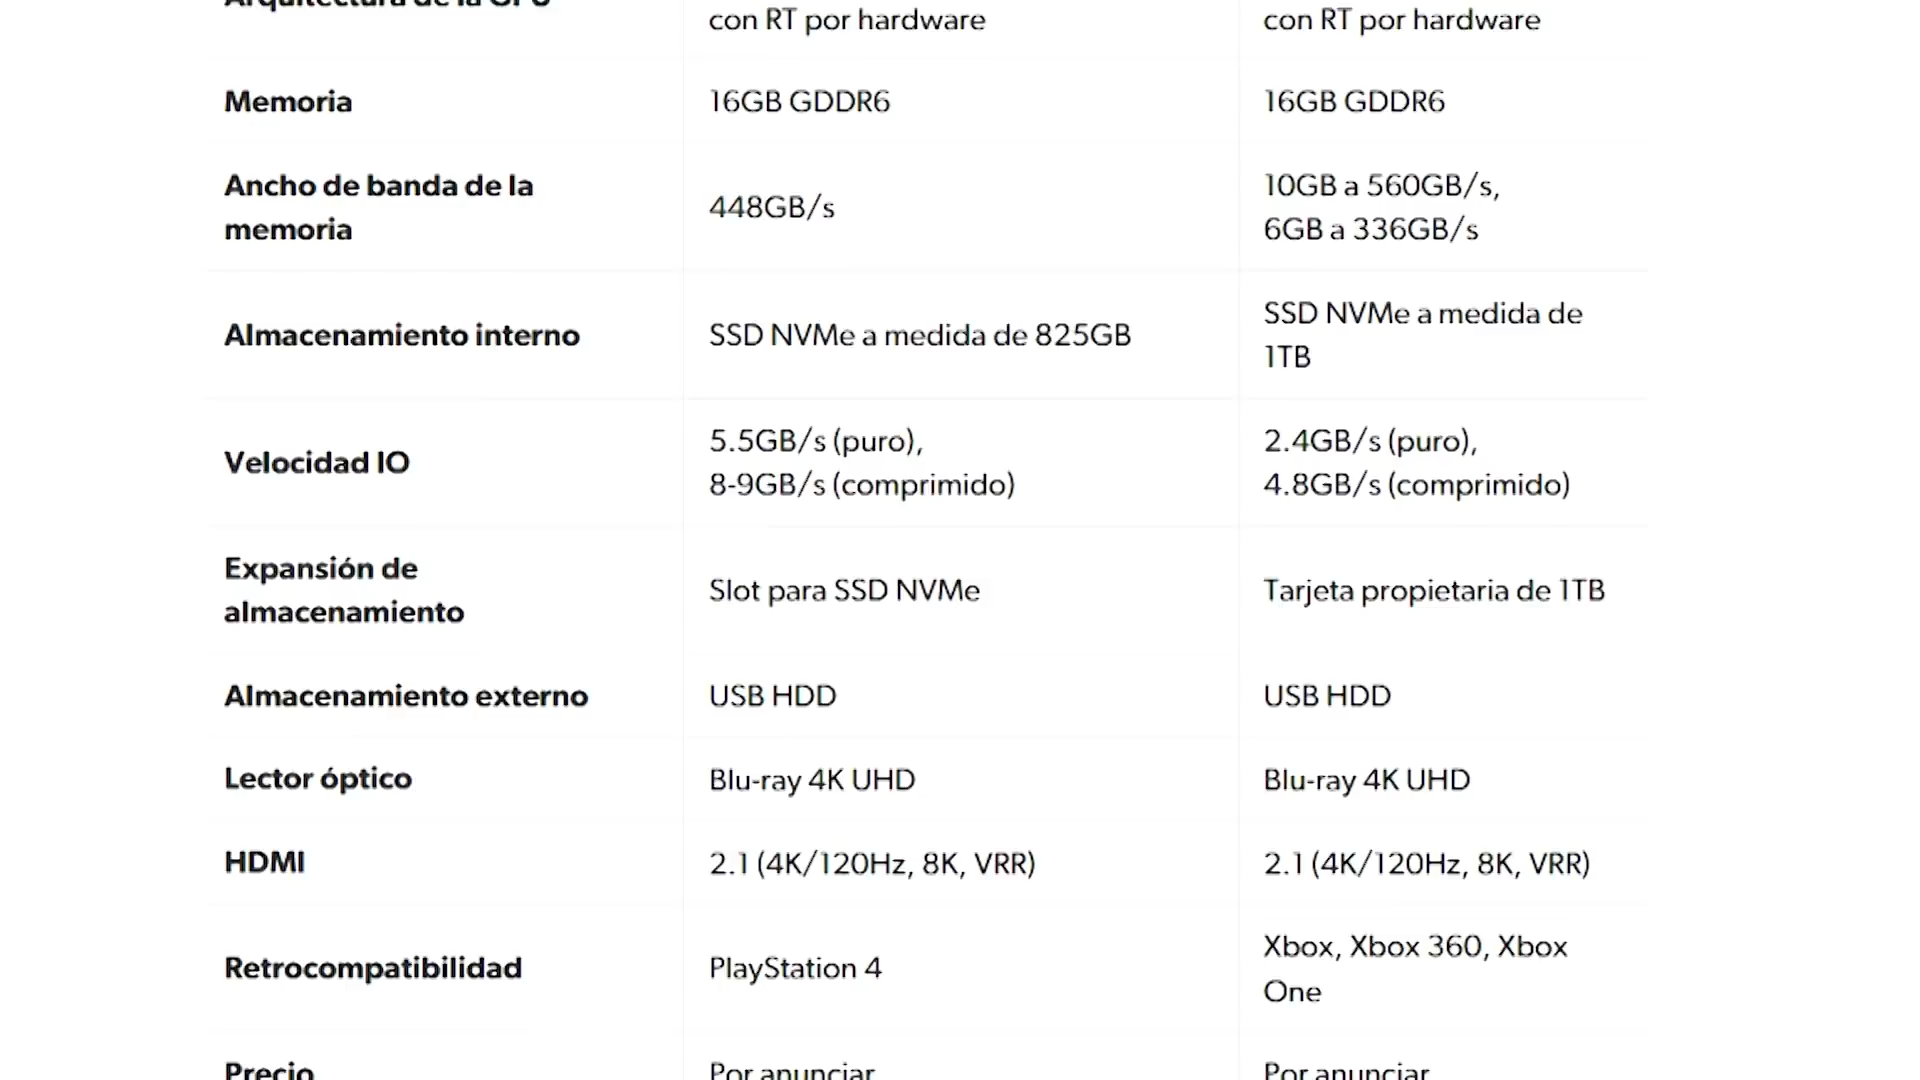 Arquitectura de la GPU
con RT por hardware
con RT por hardware
Memoria
16GB GDDR6
16GB GDDR6
Ancho de banda de la
memoria
448GB/s
10GB a 560GB/s,
6GB a 336GB/s
Almacenamiento interno
SSD NVMe a medida de 825GB
SSD NVMe a medida de
1TB
Velocidad IO
5.5GB/s (puro),
8-9GB/s (comprimido)
2.4GB/s (puro),
4.8GB/s (comprimido)
Expansión de
almacenamiento
Slot para SSD NVMe
Tarjeta propietaria de 1TB
Almacenamiento externo
USB HDD
USB HDD
Lector óptico
Blu-ray 4K UHD
Blu-ray 4K UHD
HDMI
2.1 (4K/120Hz, 8K, VRR)
2.1 (4K/120Hz, 8K, VRR)
Retrocompatibilidad
PlayStation 4
Xbox, Xbox 360, Xbox
One
Precio
Por anunciar
Por anunciar